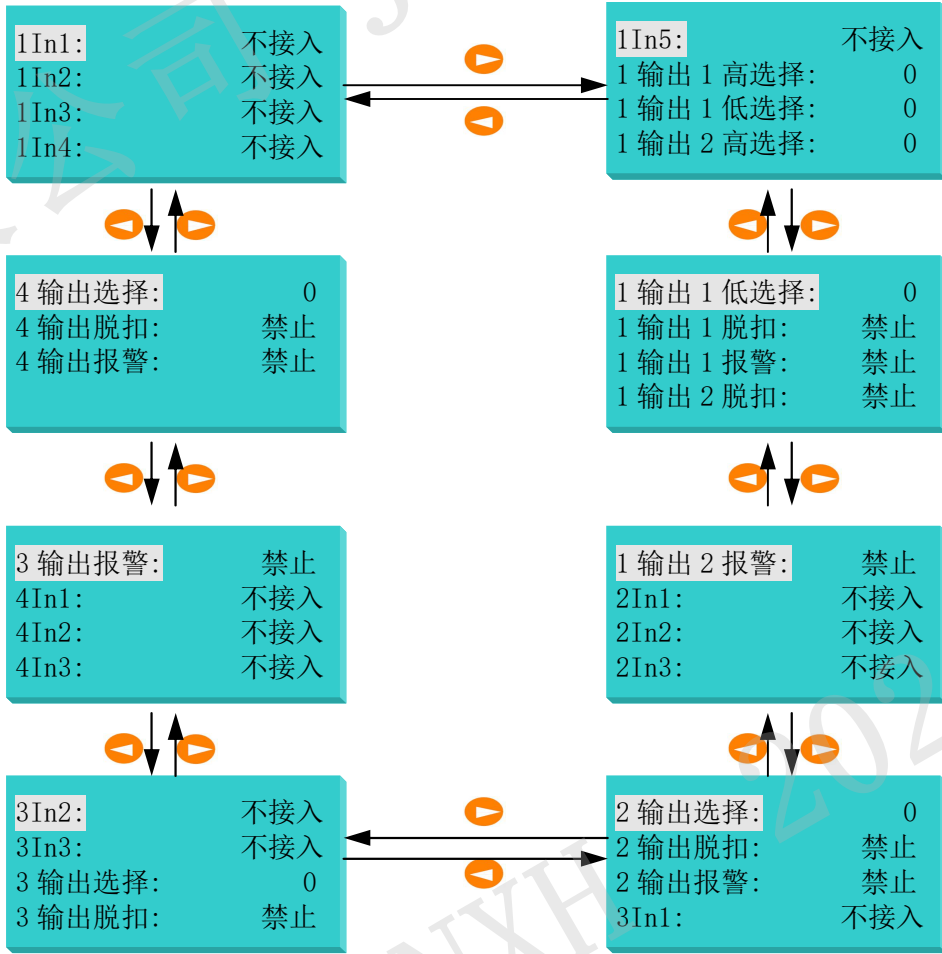 1In1: 不接入
1In2: 不接入
1In3: 不接入
1In4: 不接入
1In5: 不接入
1 输出 1 高选择: 0
1 输出 1 低选择: 0
1 输出 2 高选择: 0
4 输出选择: 0
4 输出脱扣: 禁止
4 输出报警: 禁止
1 输出 1 低选择: 0
1 输出 1 脱扣: 禁止
1 输出 1 报警: 禁止
1 输出 2 脱扣: 禁止
3 输出报警: 禁止
4In1: 不接入
4In2: 不接入
4In3: 不接入
1 输出 2 报警: 禁止
2In1: 不接入
2In2: 不接入
2In3: 不接入
3In2: 不接入
3In3: 不接入
3 输出选择: 0
3 输出脱扣: 禁止
2 输出选择: 0
2 输出脱扣: 禁止
2 输出报警: 禁止
3In1: 不接入
公司
NXH 202